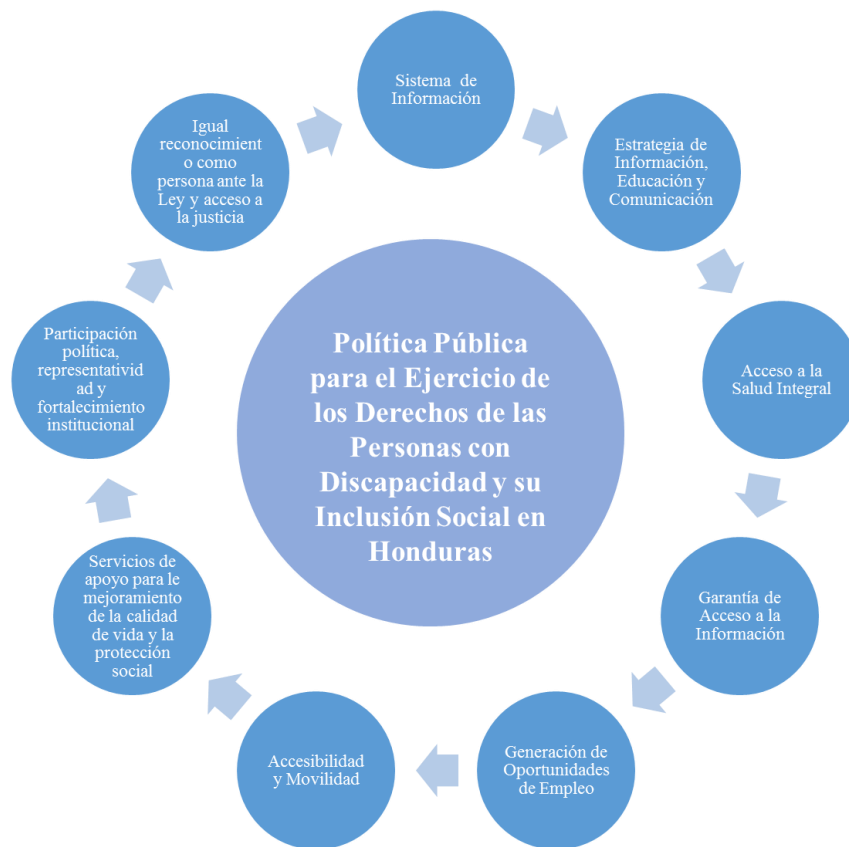 Sistema de
Información
Estrategia de
Información,
Educación y
Comunicación
Acceso a la
Salud Integral
Garantía de
Acceso a la
Información
Generación de
Oportunidades
de Empleo
Accesibilidad
y Movilidad
Servicios de
apoyo para le
mejoramiento
de la calidad
de vida y la
protección
social
Participación
política,
representativid
ad y
fortalecimiento
institucional
Igual
reconocimient
o como
persona ante la
Ley y acceso a
la justicia
Política Pública
para el Ejercicio de
los Derechos de las
Personas con
Discapacidad y su
Inclusión Social en
Honduras